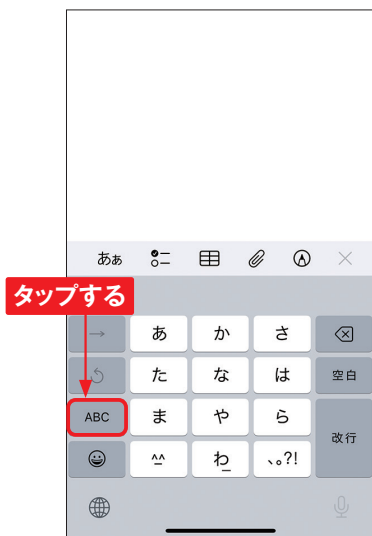 あぁ
タップする
→ あ か さ
た な は 空白
ABC ま や ら
改行
^^ わ_ 、。?!